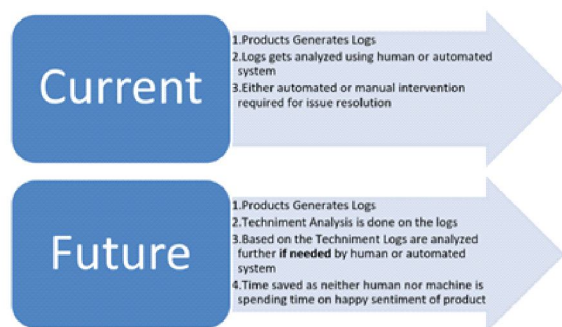 Current
1.Products Generates Logs
2.Logs gets analyzed using human or automated
system
3.Either automated or manual intervention
required for issue resolution
Future
1.Products Generates Logs
2.Techniment Analysis is done on the logs
3.Based on the Techniment Logs are analyzed
further if needed by human or automated
system
4.Time saved as neither human nor machine is
spending time on happy sentiment of product